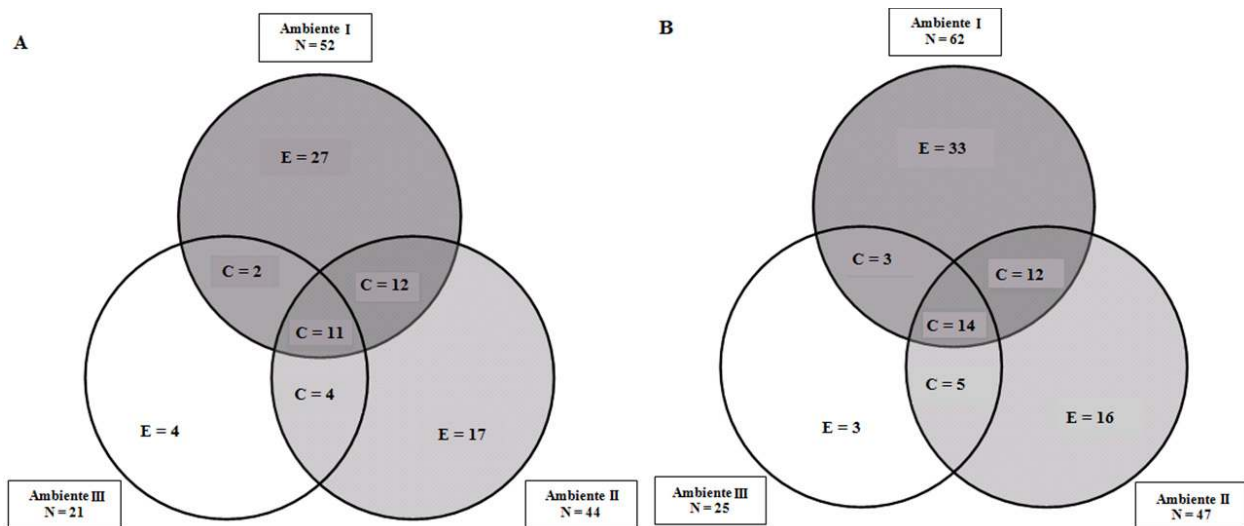 A
Ambiente I
N = 52
E = 27
C = 2
C = 12
C = 11
C = 4
E = 4
E = 17
Ambiente III
N = 21
Ambiente II
N = 44
B
Ambiente I
N = 62
E = 33
C = 3
C = 12
C = 14
C = 5
E = 3
E = 16
Ambiente III
N = 25
Ambiente II
N = 47